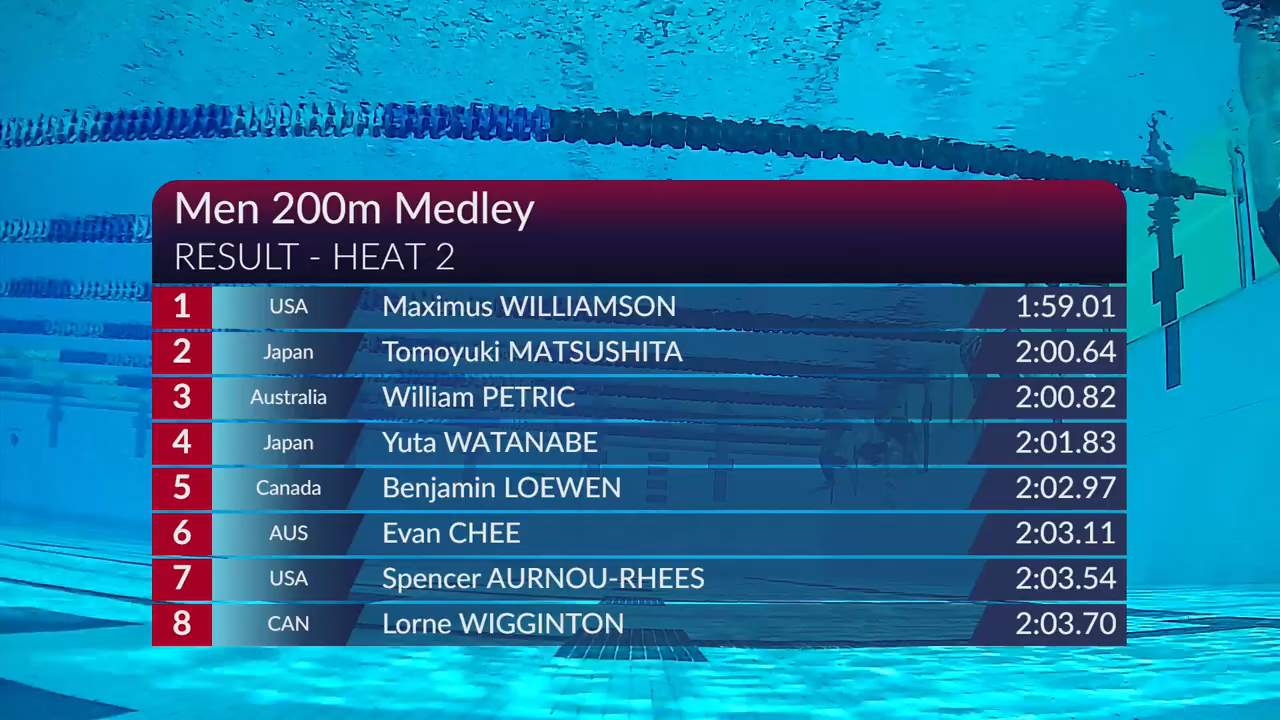 Men 200m Medley
RESULT - HEAT 2
1 USA Maximus WILLIAMSON 1:59.01
2 Japan Tomoyuki MATSUSHITA 2:00.64
3 Australia William PETRIC 2:00.82
4 Japan Yuta WATANABE 2:01.83
5 Canada Benjamin LOEWEN 2:02.97
6 AUS Evan CHEE 2:03.11
7 USA Spencer AURNOU-RHEES 2:03.54
8 CAN Lorne WIGGINTON 2:03.70